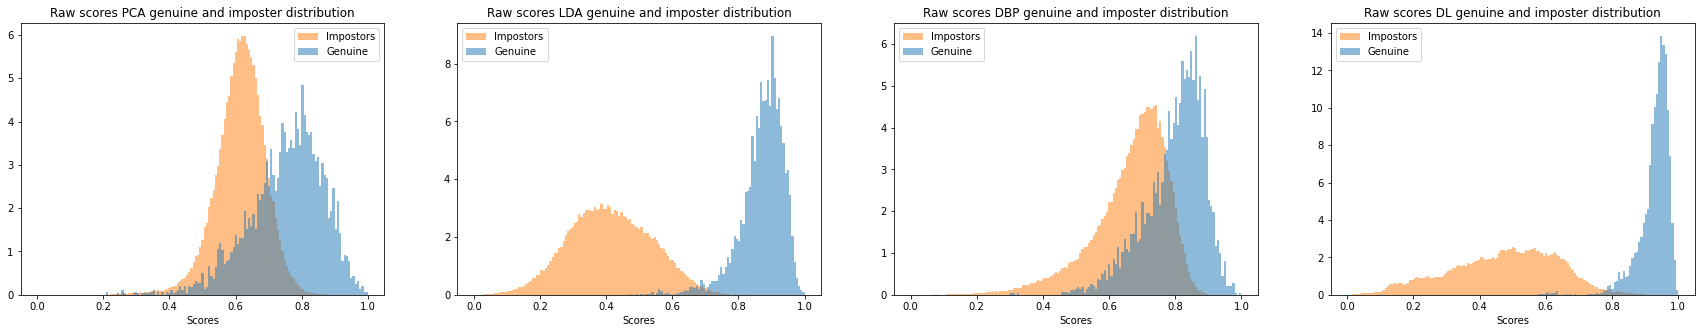 Raw scores PCA genuine and imposter distribution
Impostors
Genuine
6
5
4
3
2
1
0
0.0 0.2 0.4 0.6 0.8 1.0
Scores
Raw scores LDA genuine and imposter distribution
Impostors
Genuine
8
6
4
2
0
0.0 0.2 0.4 0.6 0.8 1.0
Scores
Raw scores DBP genuine and imposter distribution
Impostors
Genuine
6
5
4
3
2
1
0
0.0 0.2 0.4 0.6 0.8 1.0
Scores
Raw scores DL genuine and imposter distribution
Impostors
Genuine
14
12
10
8
6
4
2
0
0.0 0.2 0.4 0.6 0.8 1.0
Scores